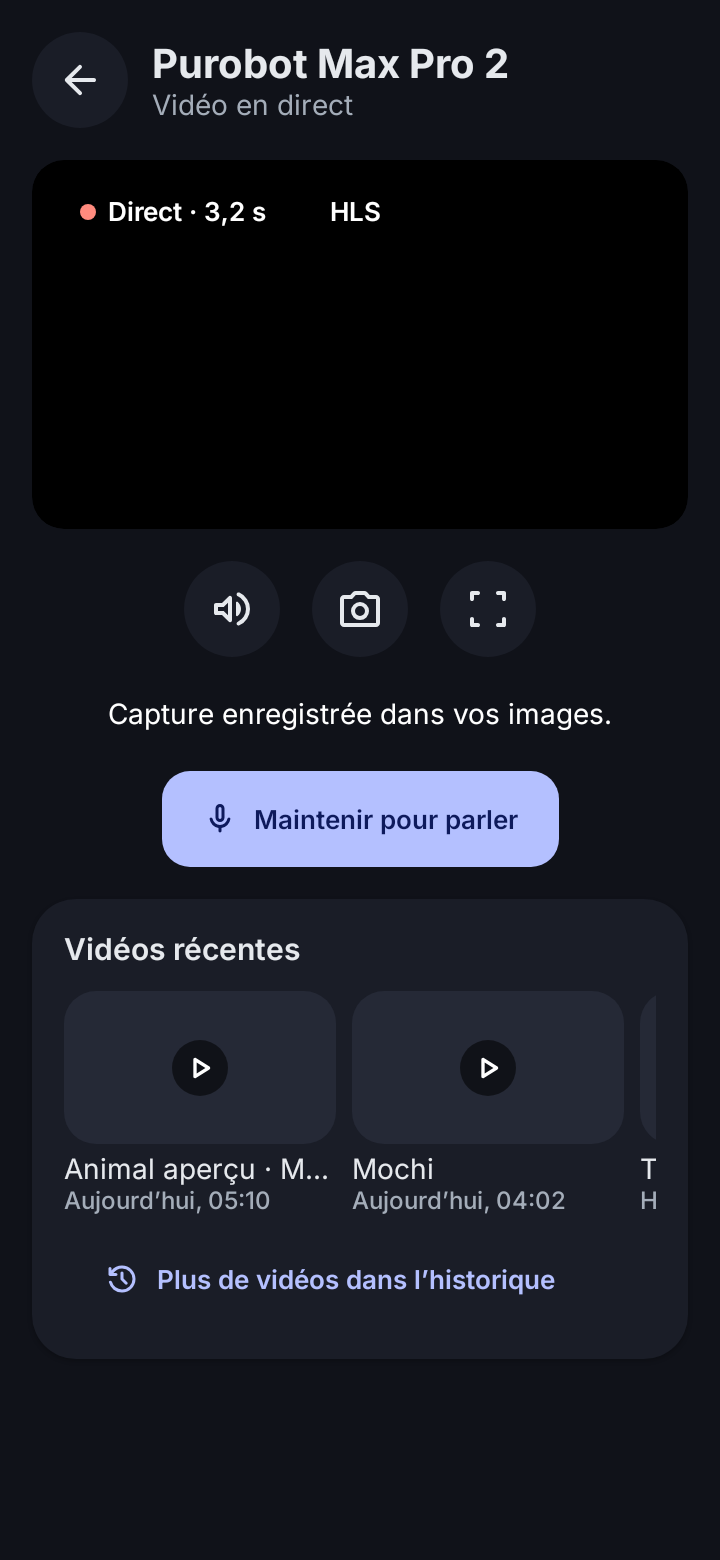 Purobot Max Pro 2
Vidéo en direct
Direct · 3,2 s
HLS
Capture enregistrée dans vos images.
Maintenir pour parler
Vidéos récentes
Animal aperçu · M…
Aujourd’hui, 05:10
Mochi
Aujourd’hui, 04:02
T
H
Plus de vidéos dans l’historique